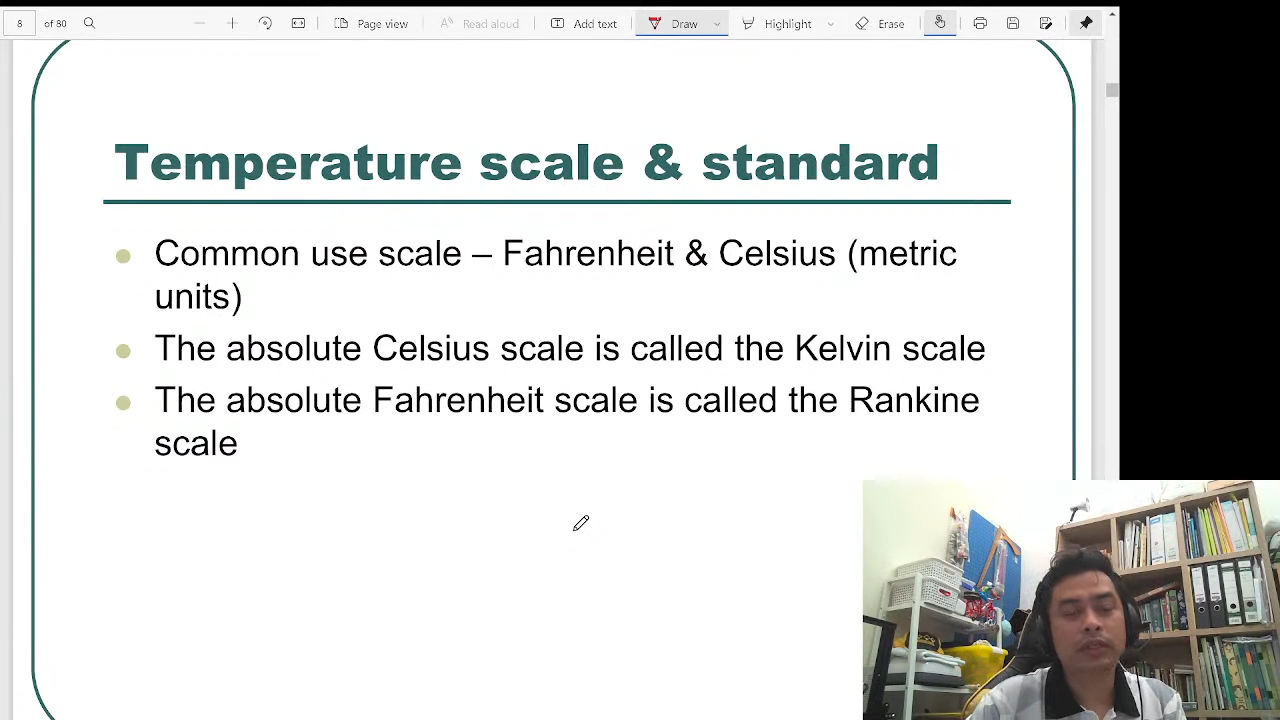 8 of 80 Page view Read aloud Add text Draw Highlight Erase
Temperature scale & standard
Common use scale – Fahrenheit & Celsius (metric
units)
The absolute Celsius scale is called the Kelvin scale
The absolute Fahrenheit scale is called the Rankine
scale